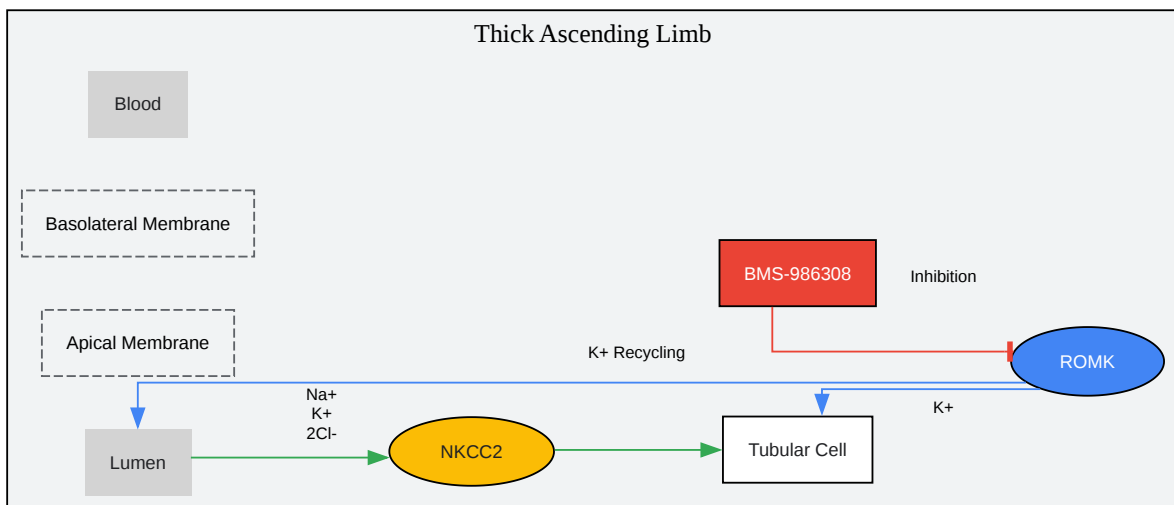 Thick Ascending Limb
Blood
Basolateral Membrane
BMS-986308
Inhibition
Apical Membrane
K+ Recycling
ROMK
Na+
K+
2Cl-
K+
Lumen
NKCC2
Tubular Cell